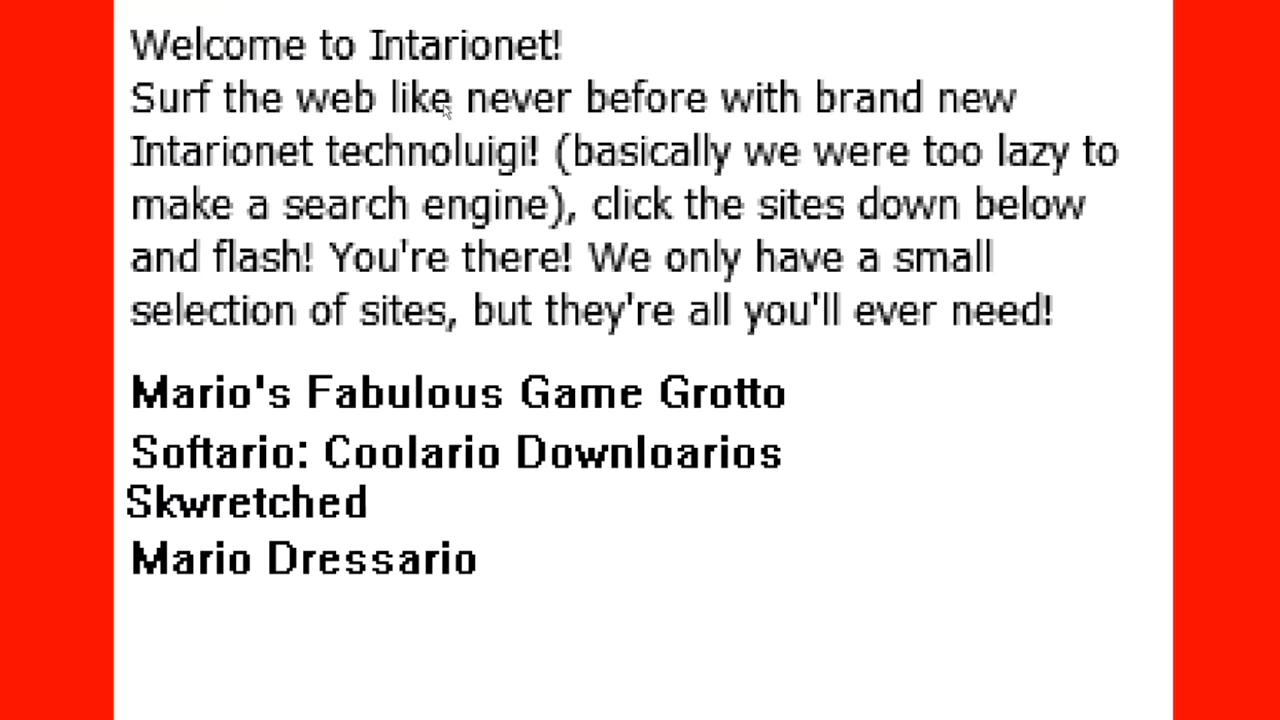 Welcome to Intarionet!
Surf the web like never before with brand new
Intarionet technoluigi! (basically we were too lazy to
make a search engine), click the sites down below
and flash! You're there! We only have a small
selection of sites, but they're all you'll ever need!
Mario's Fabulous Game Grotto
Softario: Coolario Downloarios
Skwretched
Mario Dressario